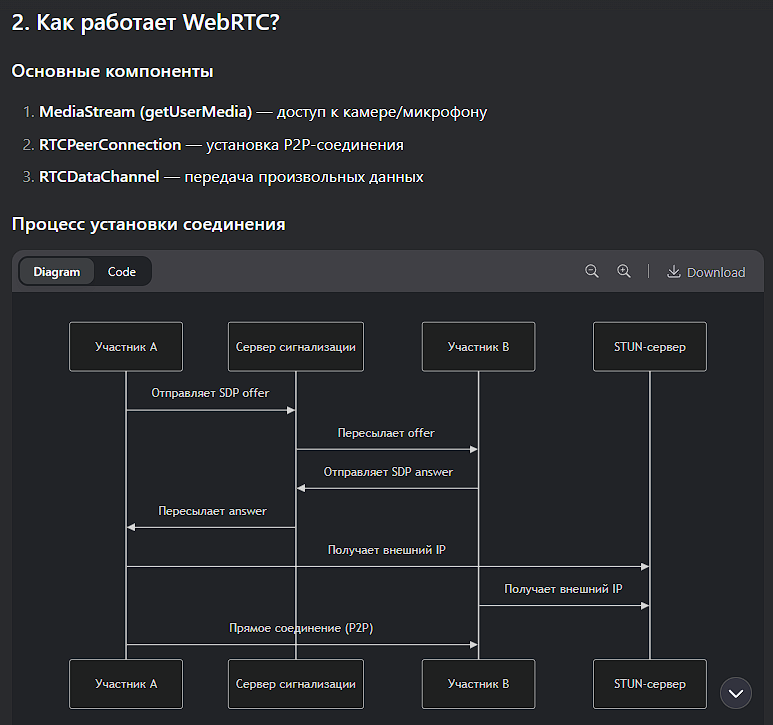 2. Как работает WebRTC?
Основные компоненты
1. MediaStream (getUserMedia) — доступ к камере/микрофону
2. RTCPeerConnection — установка P2P-соединения
3. RTCDataChannel — передача произвольных данных
Процесс установки соединения
Diagram Code Download
Участник A Сервер сигнализации Участник B STUN-сервер
Отправляет SDP offer
Пересылает offer
Отправляет SDP answer
Пересылает answer
Получает внешний IP
Получает внешний IP
Прямое соединение (P2P)
Участник A Сервер сигнализации Участник B STUN-сервер